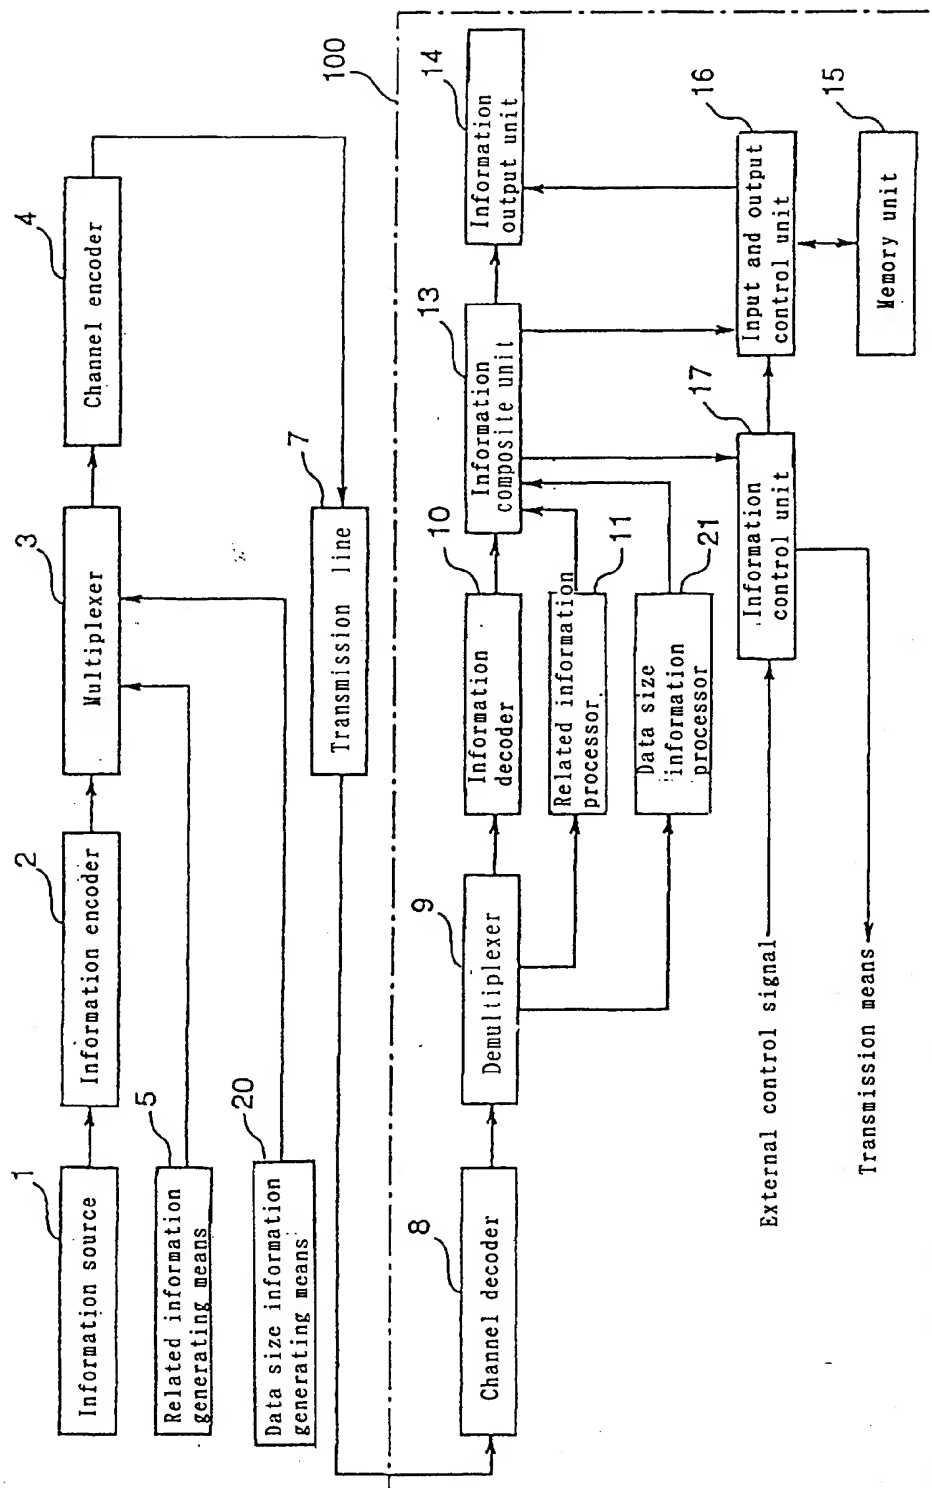 1
Information source
2
Information encoder
3
Multiplexer
4
Channel encoder
5
Related information
generating means
20
Data size information
generating means
7
Transmission line
100
8
Channel decoder
9
Demultiplexer
10
Information
decoder
13
Information
composite unit
14
Information
output unit
11
Related information
processor.
21
Data size
information
processor
17
Information
control unit
16
Input and output
control unit
15
Memory unit
External control signal
Transmission means